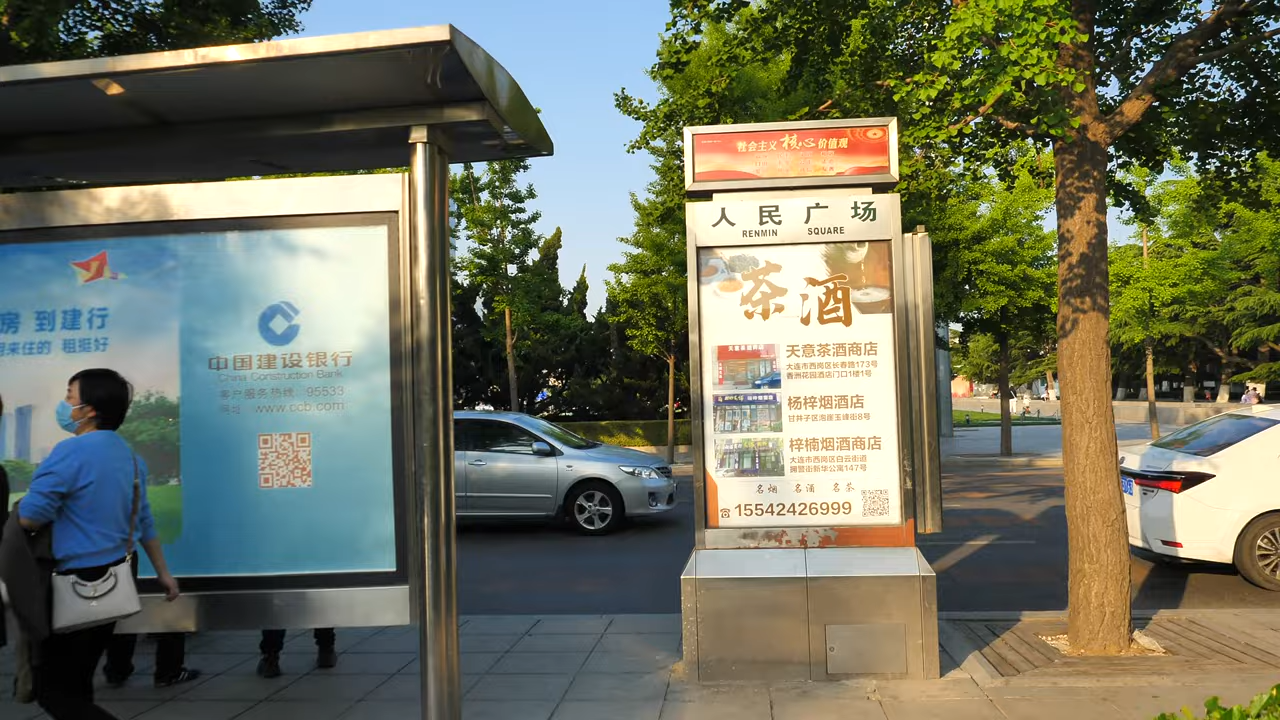 房 到建行
来住的 租挺好
中国建设银行
China Construction Bank
客户服务热线：95533
网址：www.ccb.com
社会主义 核心 价值观
人民广场
RENMIN SQUARE
茶酒
天意茶酒商店
大连市西岗区长春路173号
香洲花园酒店门口1楼1号
杨梓烟酒店
甘井子区海崖玉峰街8号
梓楠烟酒商店
大连市西岗区白云街道
新华公寓147号
名烟 名酒 名茶
15542426999